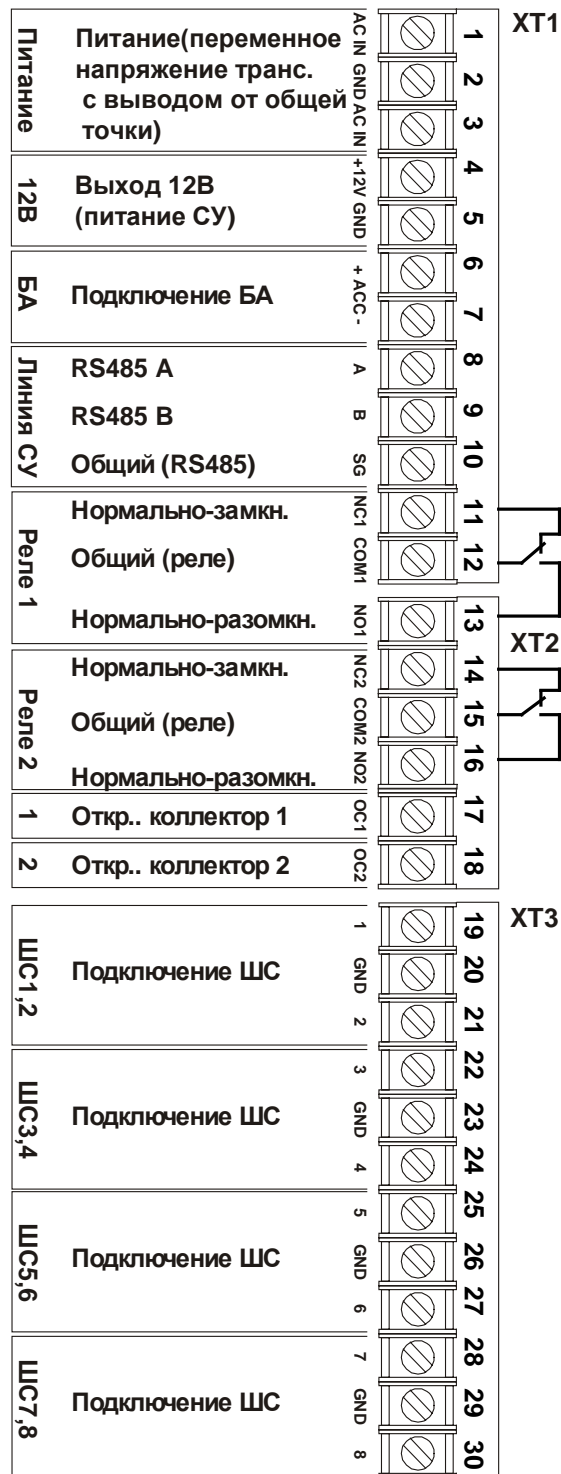 XT1
Питание
Питание(переменное
напряжение транс.
с выводом от общей
точки)
AC IN GND AC IN
1
2
3
12В
Выход 12В
(питание СУ)
+12V GND
4
5
БА
Подключение БА
+ ACC -
6
7
Линия СУ
RS485 A
A
8
RS485 B
B
9
Общий (RS485)
SG
10
Реле 1
Нормально-замкн.
NC1
11
Общий (реле)
COM1
12
Нормально-разомкн.
NO1
13
XT2
Реле 2
Нормально-замкн.
NC2
14
Общий (реле)
COM2
15
Нормально-разомкн.
NO2
16
1
Откр.. коллектор 1
OC1
17
2
Откр.. коллектор 2
OC2
18
XT3
ШС1,2
Подключение ШС
1
GND
2
19
20
21
ШС3,4
Подключение ШС
3
GND
4
22
23
24
ШС5,6
Подключение ШС
5
GND
6
25
26
27
ШС7,8
Подключение ШС
7
GND
8
28
29
30